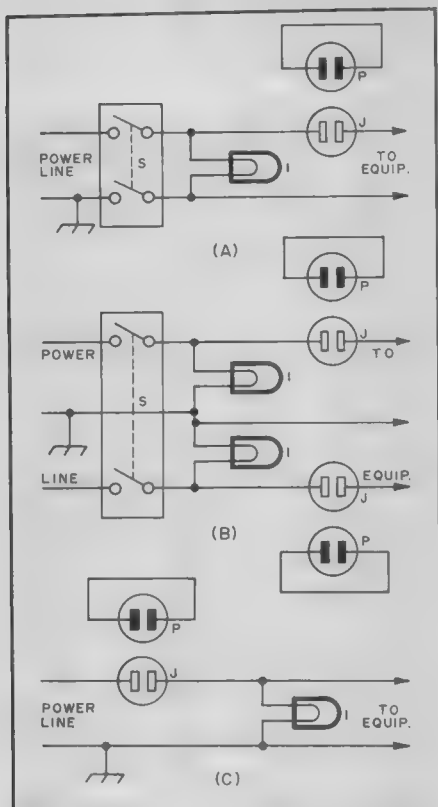 P
J
POWER
LINE
S
I
TO
EQUIP.
(A)
P
J
POWER
TO
S
I
I
LINE
EQUIP.
J
(B)
P
P
J
POWER
LINE
I
TO
EQUIP.
(C)